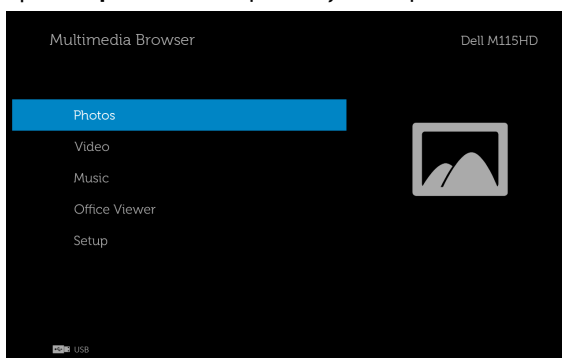 Multimedia Browser
Dell M115HD
Photos
Video
Music
Office Viewer
Setup
USB